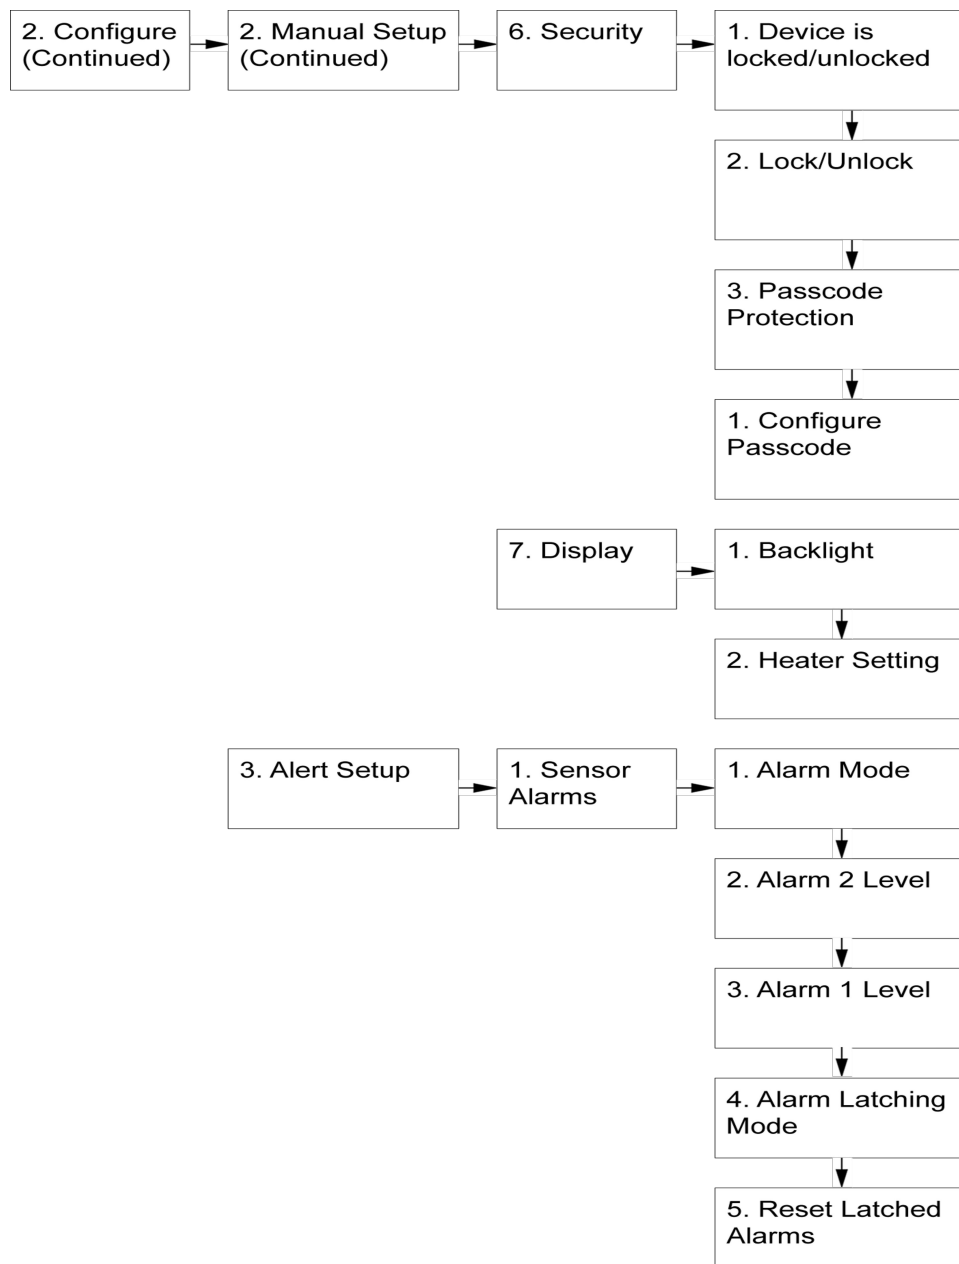 2. Configure
(Continued)
2. Manual Setup
(Continued)
6. Security
1. Device is
locked/unlocked
2. Lock/Unlock
3. Passcode
Protection
1. Configure
Passcode
7. Display
1. Backlight
2. Heater Setting
3. Alert Setup
1. Sensor
Alarms
1. Alarm Mode
2. Alarm 2 Level
3. Alarm 1 Level
4. Alarm Latching
Mode
5. Reset Latched
Alarms